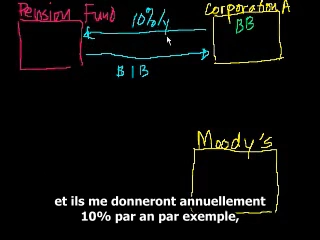 Pension Fund
10%/y
Corporation A
BB
B 1B
Moody's
et ils me donneront annuellement
10% par an par exemple,